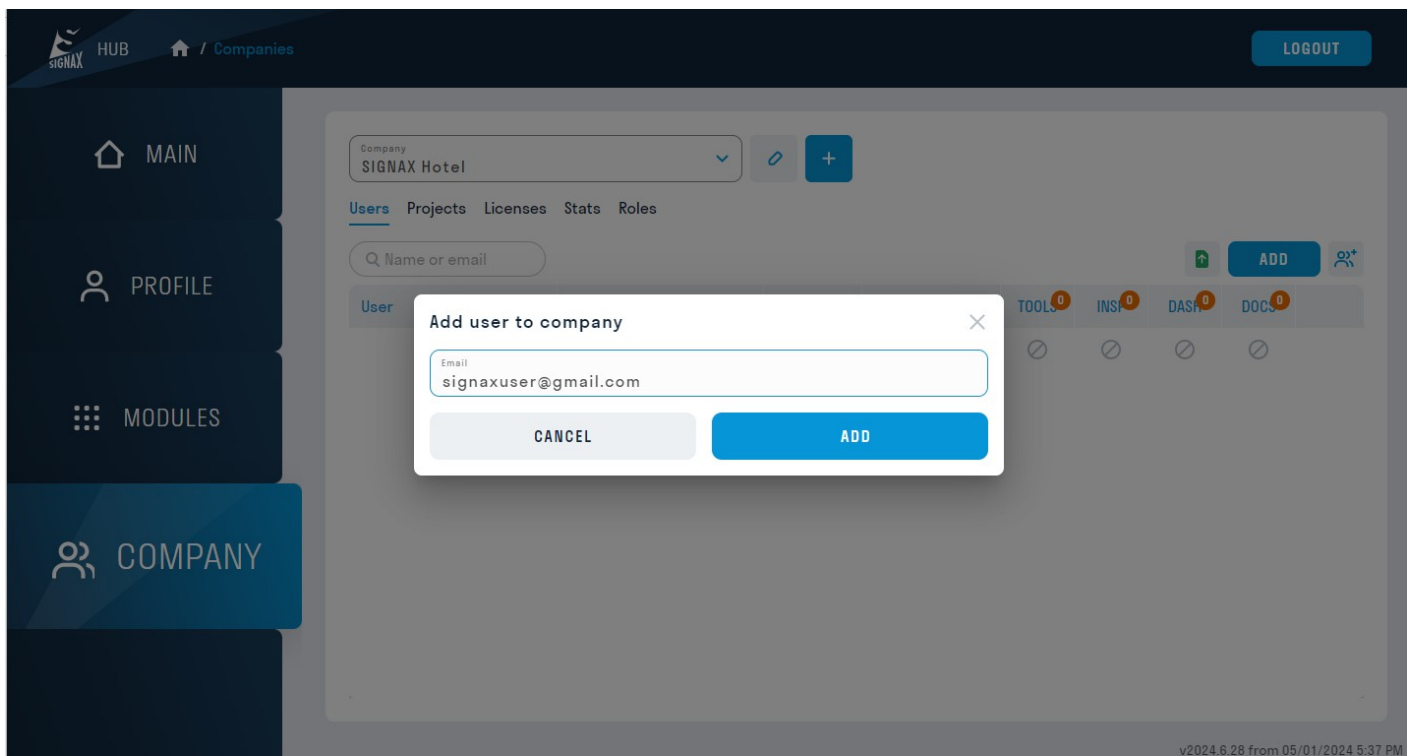 SIGNAX HUB / Companies LOGOUT
MAIN
PROFILE
MODULES
COMPANY
Company
SIGNAX Hotel
+
Users Projects Licenses Stats Roles
Name or email ADD
User TOOLS 0 0 0 DOCS 0
Add user to company
Email
signaxuser@gmail.com
CANCEL ADD
v2024.6.28 from 05/01/2024 5:37 PM